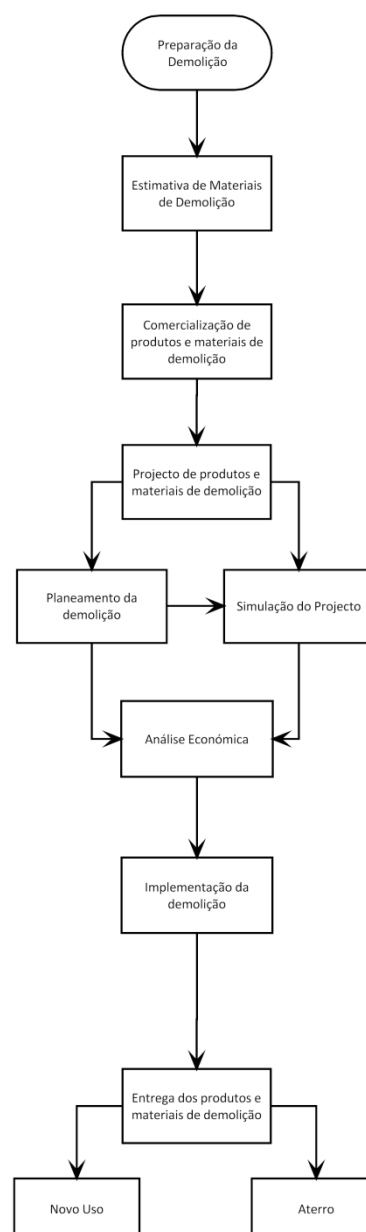 Preparação da
Demolição
Estimativa de Materiais
de Demolição
Comercialização de
produtos e materiais de
demolição
Projecto de produtos e
materiais de demolição
Planeamento da
demolição
Simulação do Projecto
Análise Económica
Implementação da
demolição
Entrega dos produtos e
materiais de demolição
Novo Uso
Aterro